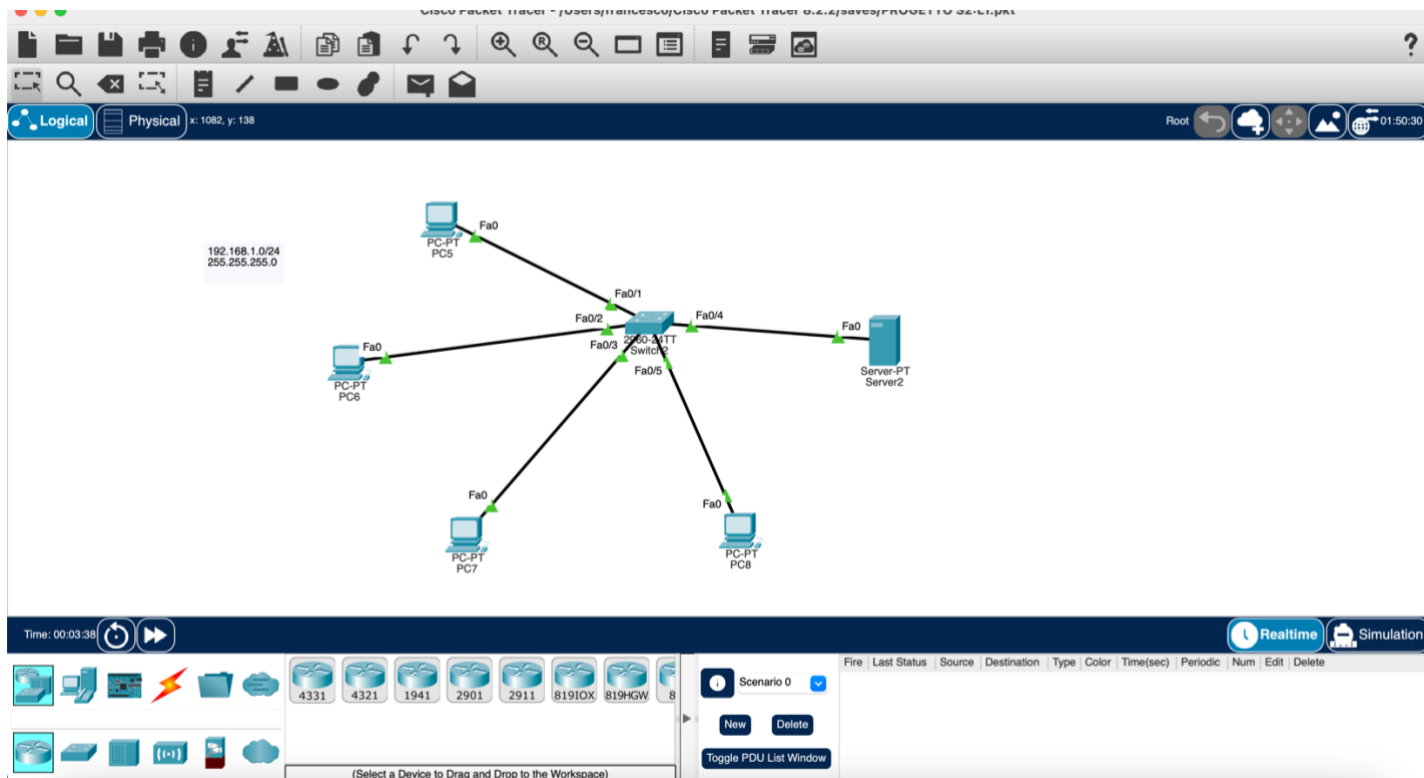 Cisco Packet Tracer - /Users/francesco/Cisco Packet Tracer 8.2.2/saves/PROGETTO S2:L1.pkt
?
Logical Physical x: 1082, y: 138 Root 01:50:30
Fa0
PC-PT
PC5
192.168.1.0/24
255.255.255.0
Fa0/1
Fa0/2
Fa0/4
Fa0
2960-24TT
Switch2
Fa0/3
Fa0/5
Fa0
PC-PT
PC6
Server-PT
Server2
Fa0
Fa0
PC-PT
PC7
PC-PT
PC8
Time: 00:03:38 Realtime Simulation
Fire Last Status Source Destination Type Color Time(sec) Periodic Num Edit Delete
4331 4321 1941 2901 2911 819IOX 819HGW 8
Scenario 0
New Delete
Toggle PDU List Window
(Select a Device to Drag and Drop to the Workspace)